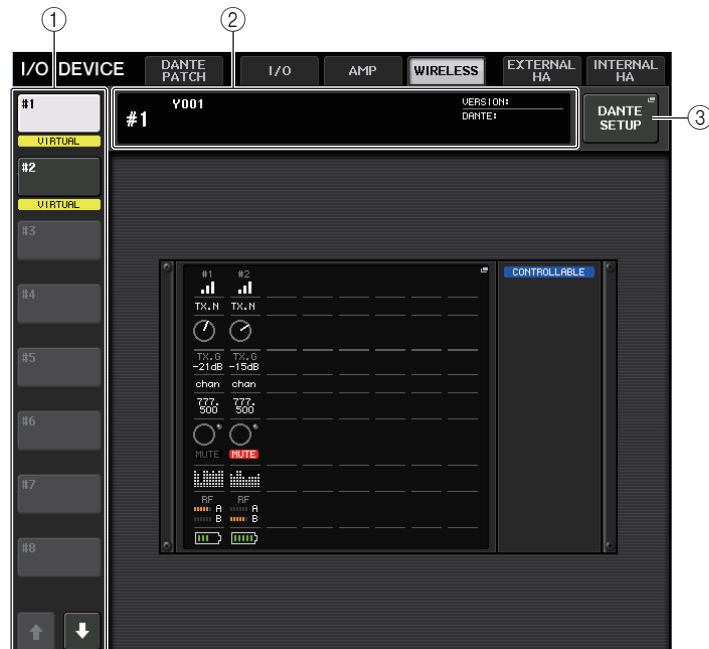 ① ②
I/O DEVICE DANTE PATCH I/O AMP WIRELESS EXTERNAL HA INTERNAL HA
#1
VIRTUAL
#1 Y001 VERSION:
DANTE:
DANTE SETUP
③
#2
VIRTUAL
#3
#4
#5
#6
#7
#8
#1 #2
CONTROLLABLE
TX.N TX.N
TX.G TX.G
-21dB -15dB
chan chan
777. 777.
500 500
MUTE MUTE
RF RF
A A
B B